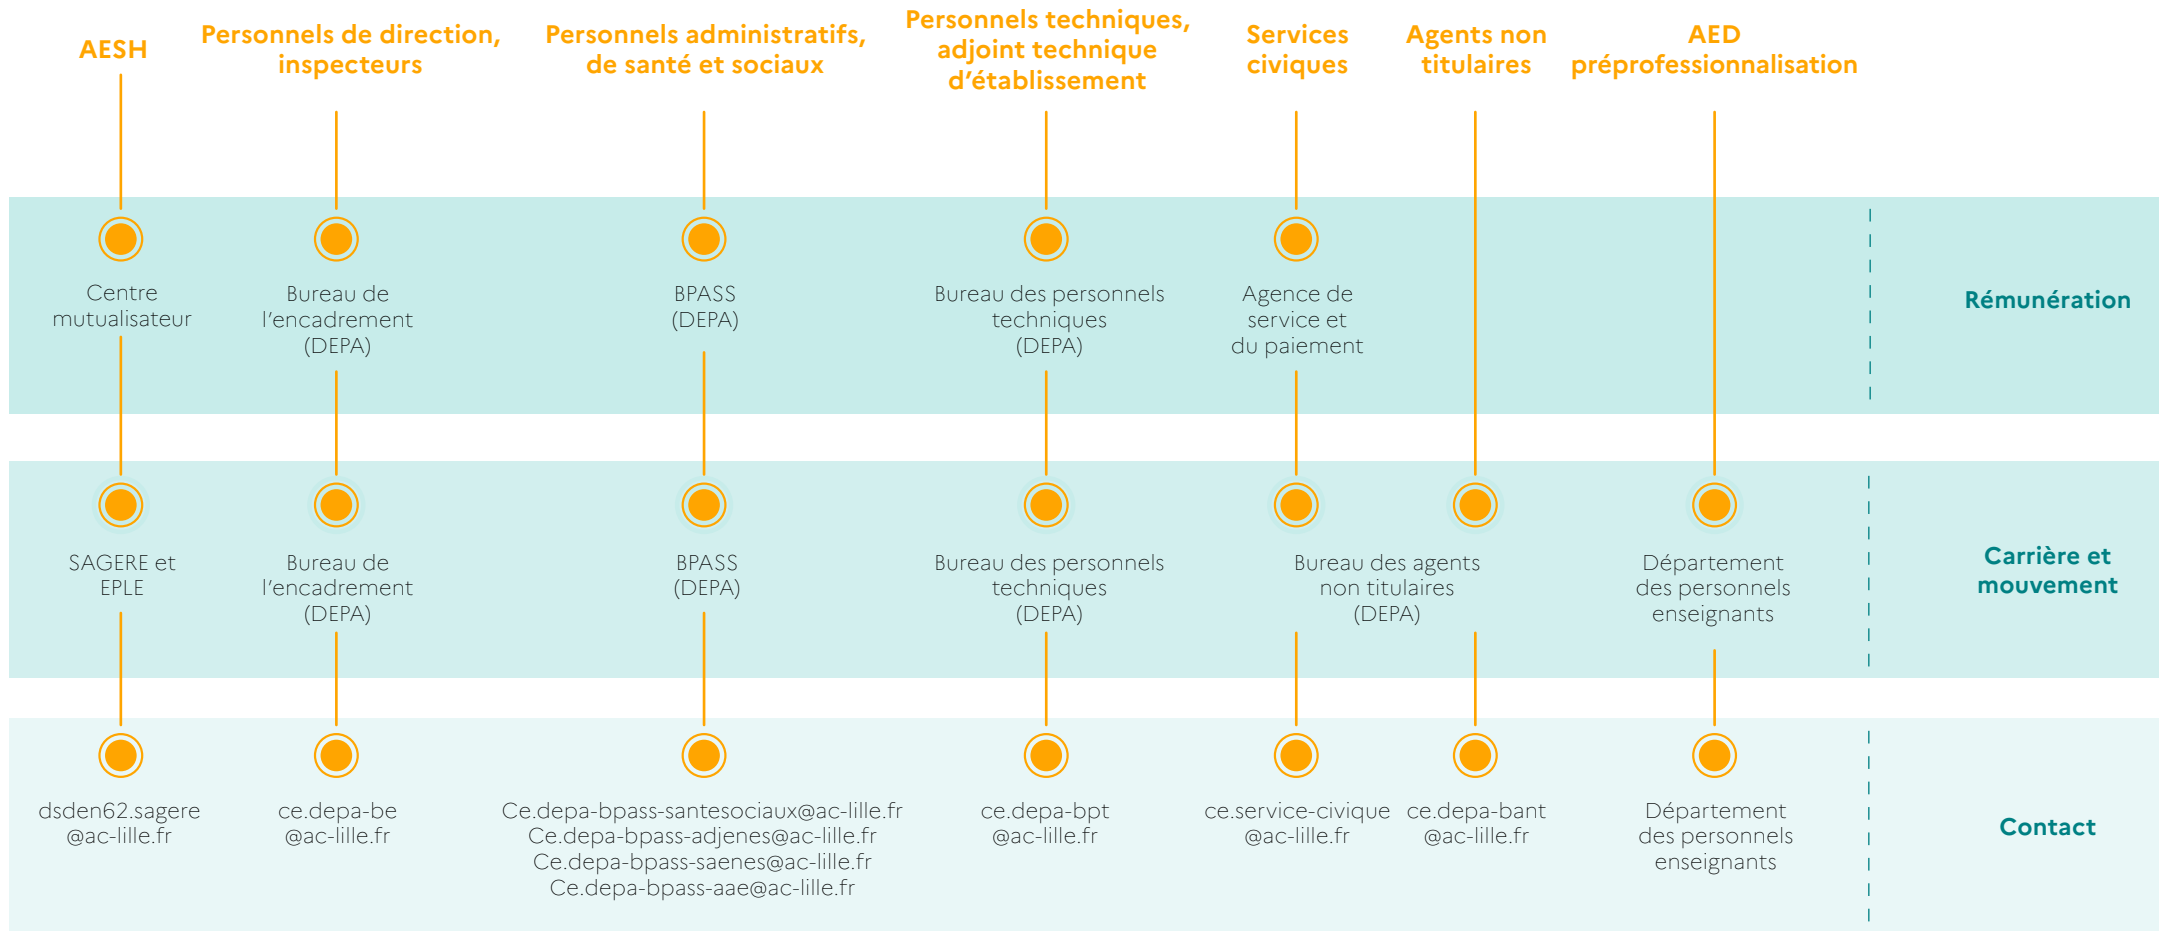 AESH
Personnels de direction,
inspecteurs
Personnels administratifs,
de santé et sociaux
Personnels techniques,
adjoint technique
d'établissement
Services
civiques
Agents non
titulaires
AED
préprofessionnalisation
Centre
mutualisateur
Bureau de
l'encadrement
(DEPA)
BPASS
(DEPA)
Bureau des personnels
techniques
(DEPA)
Agence de
service et
du paiement
Rémunération
SAGERE et
EPLE
Bureau de
l'encadrement
(DEPA)
BPASS
(DEPA)
Bureau des personnels
techniques
(DEPA)
Bureau des agents
non titulaires
(DEPA)
Département
des personnels
enseignants
Carrière et
mouvement
dsden62.sagere
@ac-lille.fr
ce.depa-be
@ac-lille.fr
Ce.depa-bpass-santesociaux@ac-lille.fr
Ce.depa-bpass-adjenes@ac-lille.fr
Ce.depa-bpass-saenes@ac-lille.fr
Ce.depa-bpass-aae@ac-lille.fr
ce.depa-bpt
@ac-lille.fr
ce.service-civique
@ac-lille.fr
ce.depa-bant
@ac-lille.fr
Département
des personnels
enseignants
Contact